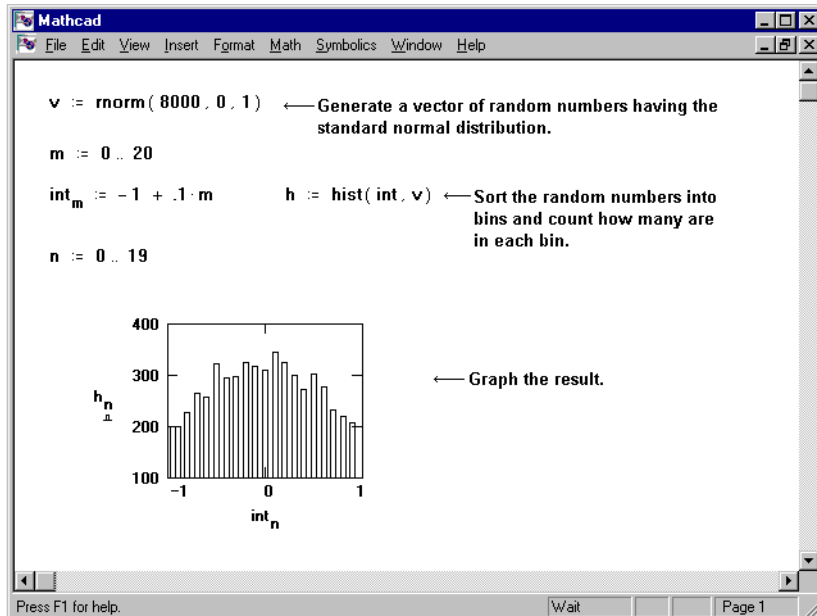 Mathcad
File Edit View Insert Format Math Symbolics Window Help
v := rnorm( 8000 , 0 , 1 ) ← Generate a vector of random numbers having the
standard normal distribution.
m := 0 .. 20
int_m := −1 + .1 · m h := hist( int , v ) ← Sort the random numbers into
bins and count how many are
in each bin.
n := 0 .. 19
400
300
h_n
200
100
−1 0 1
int_n
← Graph the result.
Press F1 for help. Wait Page 1